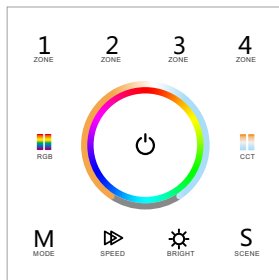 1 2 3 4
ZONE ZONE ZONE ZONE
RGB CCT
M S
MODE SPEED BRIGHT SCENE